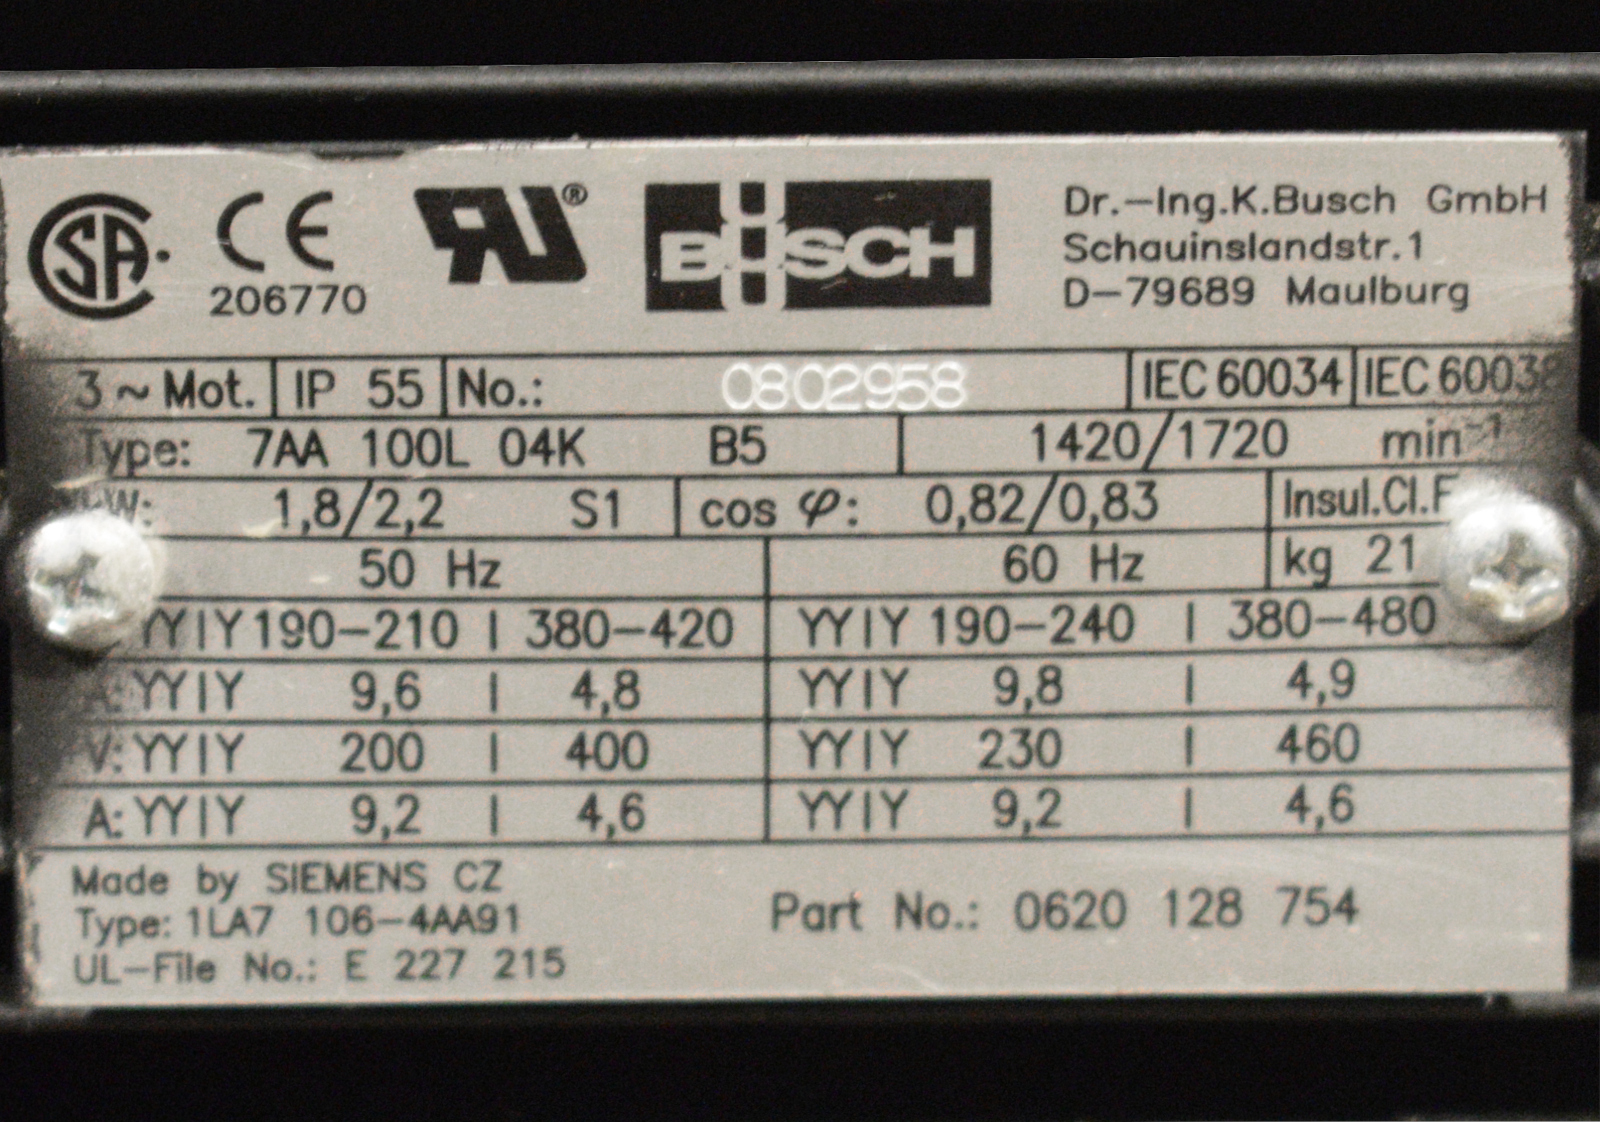 SA CE RU® BUSCH Dr.-Ing.K.Busch GmbH
Schauinslandstr.1
206770 D-79689 Maulburg
3 ~ Mot. IP 55 No.: 0802958 IEC 60034 IEC 60038
Type: 7AA 100L 04K B5 1420/1720 min⁻¹
kW: 1,8/2,2 S1 cos φ: 0,82/0,83 Insul.Cl.F
50 Hz 60 Hz kg 21
YY|Y 190-210 | 380-420 YY|Y 190-240 | 380-480
A: YY|Y 9,6 | 4,8 YY|Y 9,8 | 4,9
V: YY|Y 200 | 400 YY|Y 230 | 460
A: YY|Y 9,2 | 4,6 YY|Y 9,2 | 4,6
Made by SIEMENS CZ
Type: 1LA7 106-4AA91 Part No.: 0620 128 754
UL-File No.: E 227 215